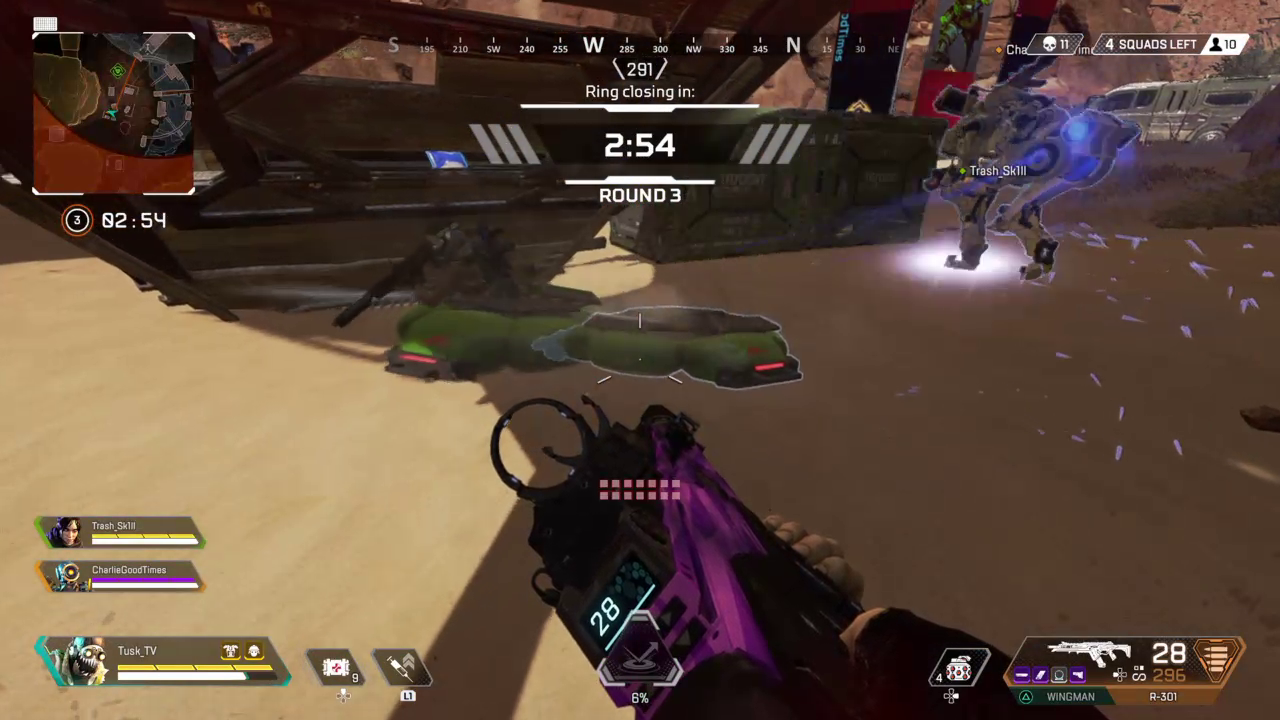 S 195 210 SW 240 255 W 285 300 NW 330 345 N 15 30 NE
291
Ring closing in:
2:54
ROUND 3
3 02:54
Cha
11
4 SQUADS LEFT 10
Trash_Sk1ll
Trash_Sk1ll
CharlieGoodTimes
Tusk_TV
9
L1
28
6%
4
28
296
WINGMAN R-301